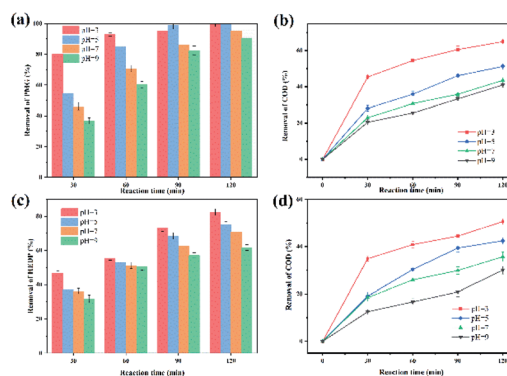 (a)
100
80
60
40
20
0
Removal of PMG (%)
pH=3
pH=5
pH=7
pH=9
30
60
90
120
Reaction time (min)
(b)
Removal of COD (%)
pH=3
pH=5
pH=7
pH=9
0
30
60
90
120
Reaction time (min)
(c)
80
60
40
20
0
Removal of HEDP (%)
pH=3
pH=5
pH=7
pH=9
30
60
90
120
Reaction time (min)
(d)
Removal of COD (%)
pH=3
pH=5
pH=7
pH=9
0
30
60
90
120
Reaction time (min)